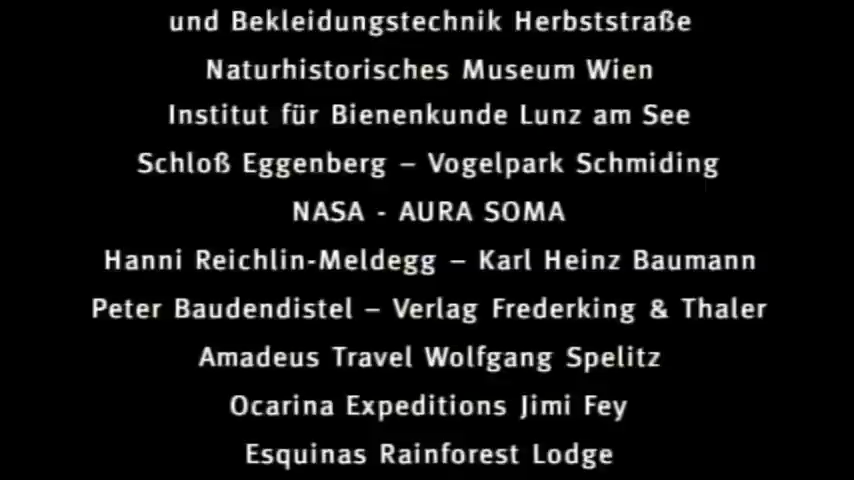 und Bekleidungstechnik Herbststraße
Naturhistorisches Museum Wien
Institut für Bienenkunde Lunz am See
Schloß Eggenberg – Vogelpark Schmiding
NASA - AURA SOMA
Hanni Reichlin-Meldegg – Karl Heinz Baumann
Peter Baudendistel – Verlag Frederking & Thaler
Amadeus Travel Wolfgang Spelitz
Ocarina Expeditions Jimi Fey
Esquinas Rainforest Lodge